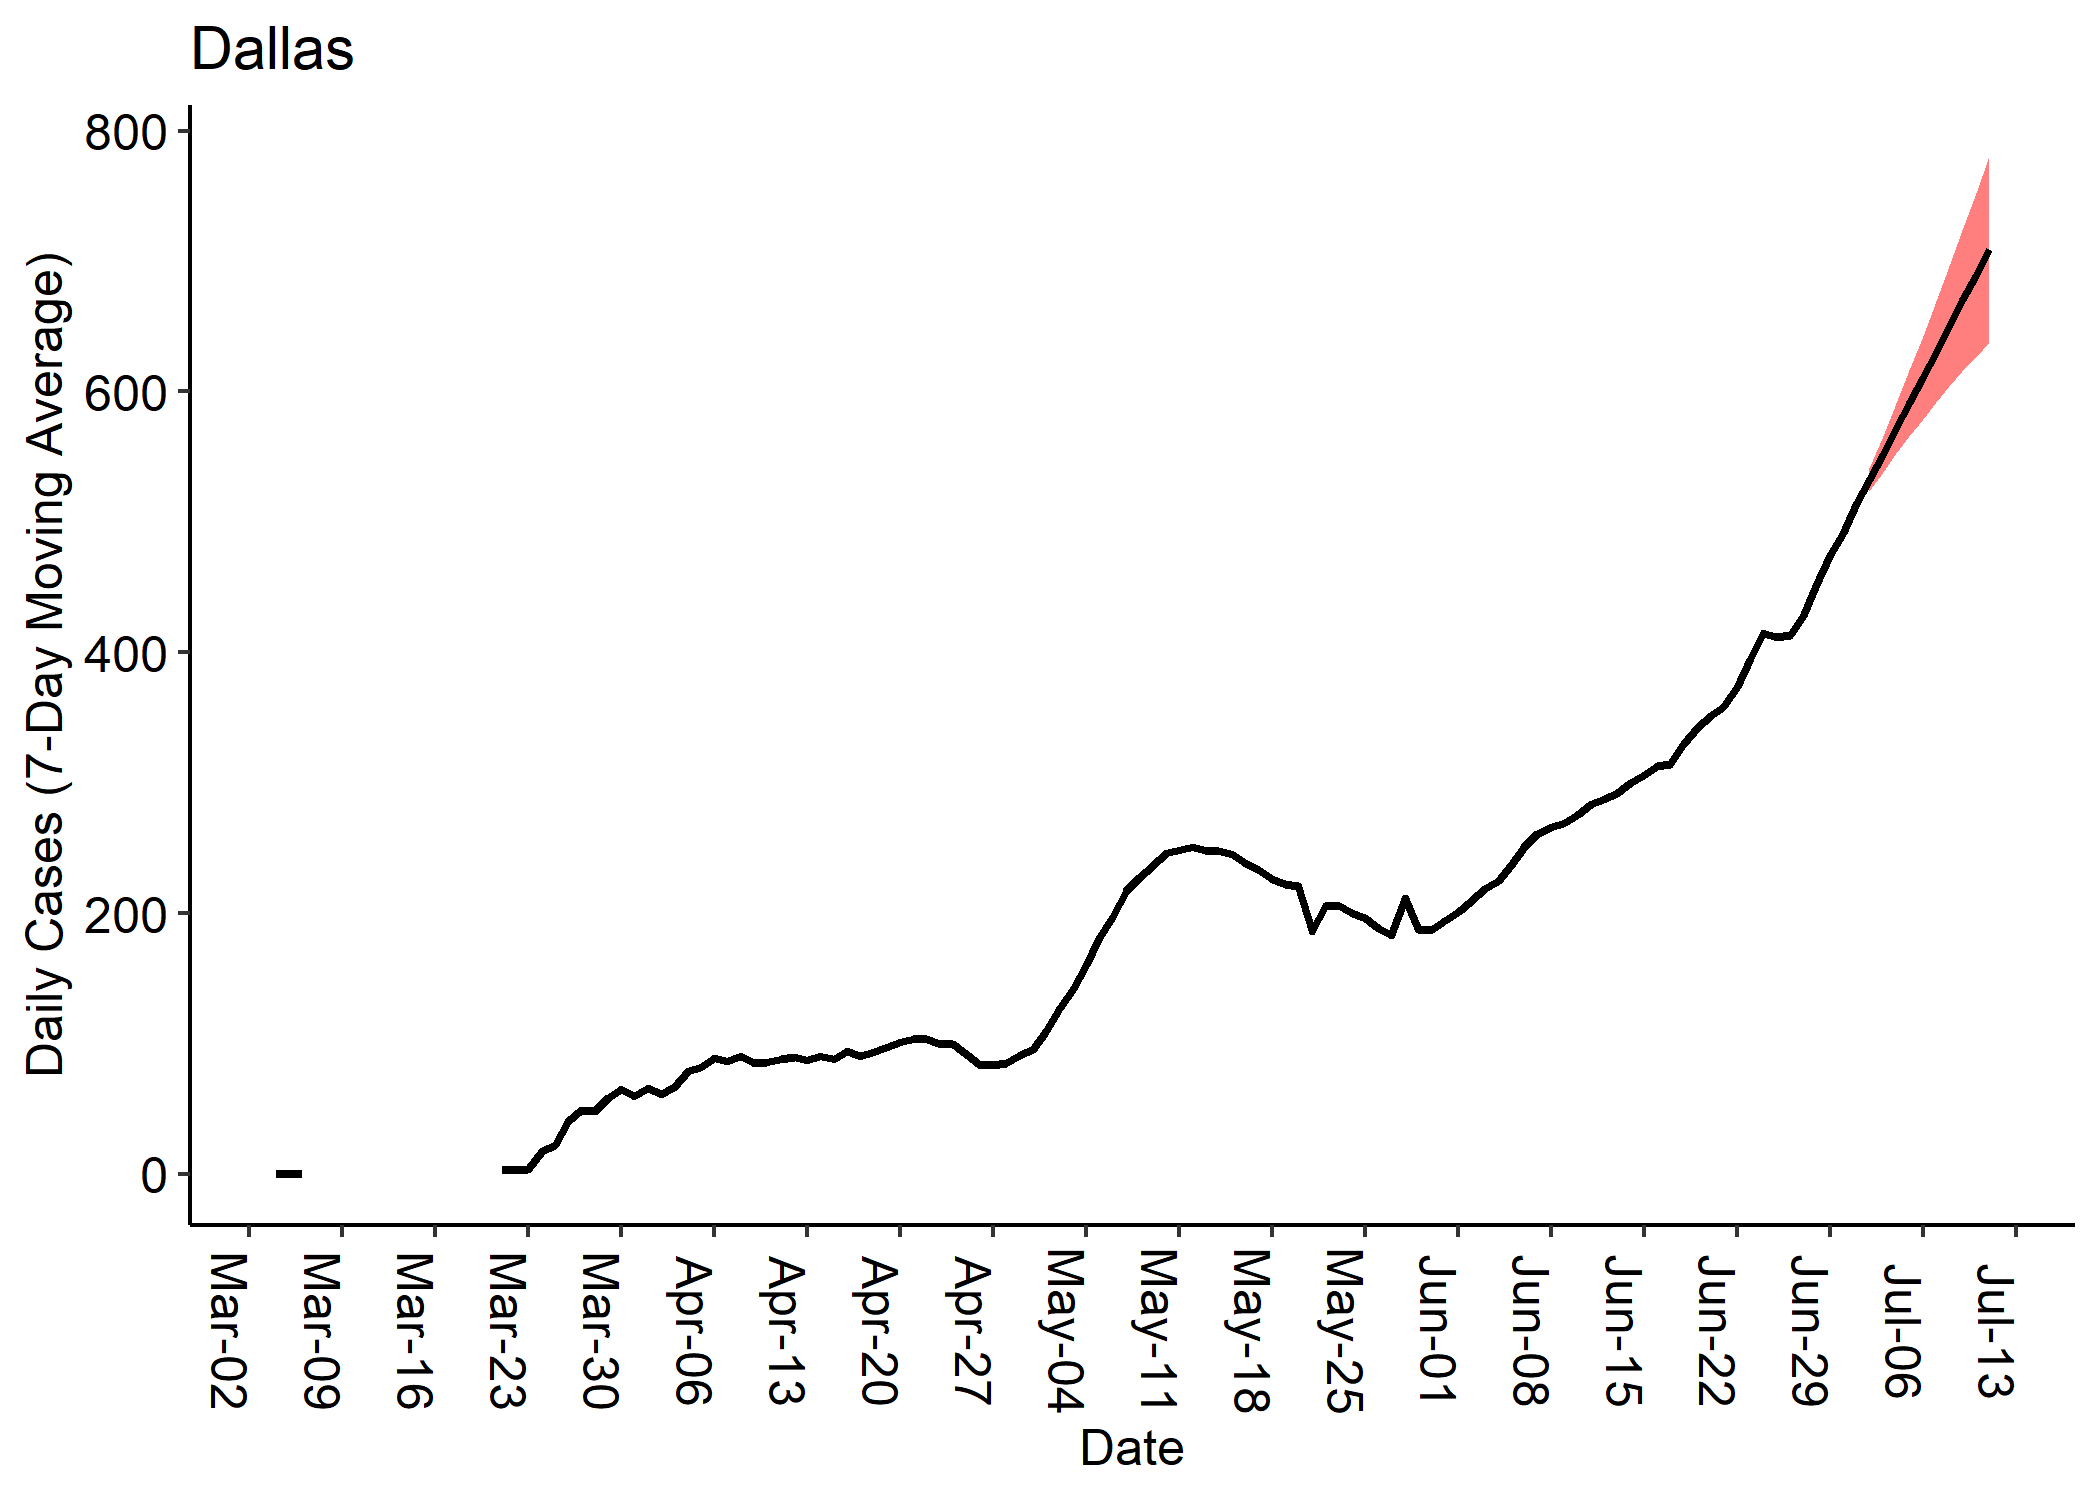 Dallas
Daily Cases (7-Day Moving Average)
800
600
400
200
0
Mar-02
Mar-09
Mar-16
Mar-23
Mar-30
Apr-06
Apr-13
Apr-20
Apr-27
May-04
May-11
May-18
May-25
Jun-01
Jun-08
Jun-15
Jun-22
Jun-29
Jul-06
Jul-13
Date